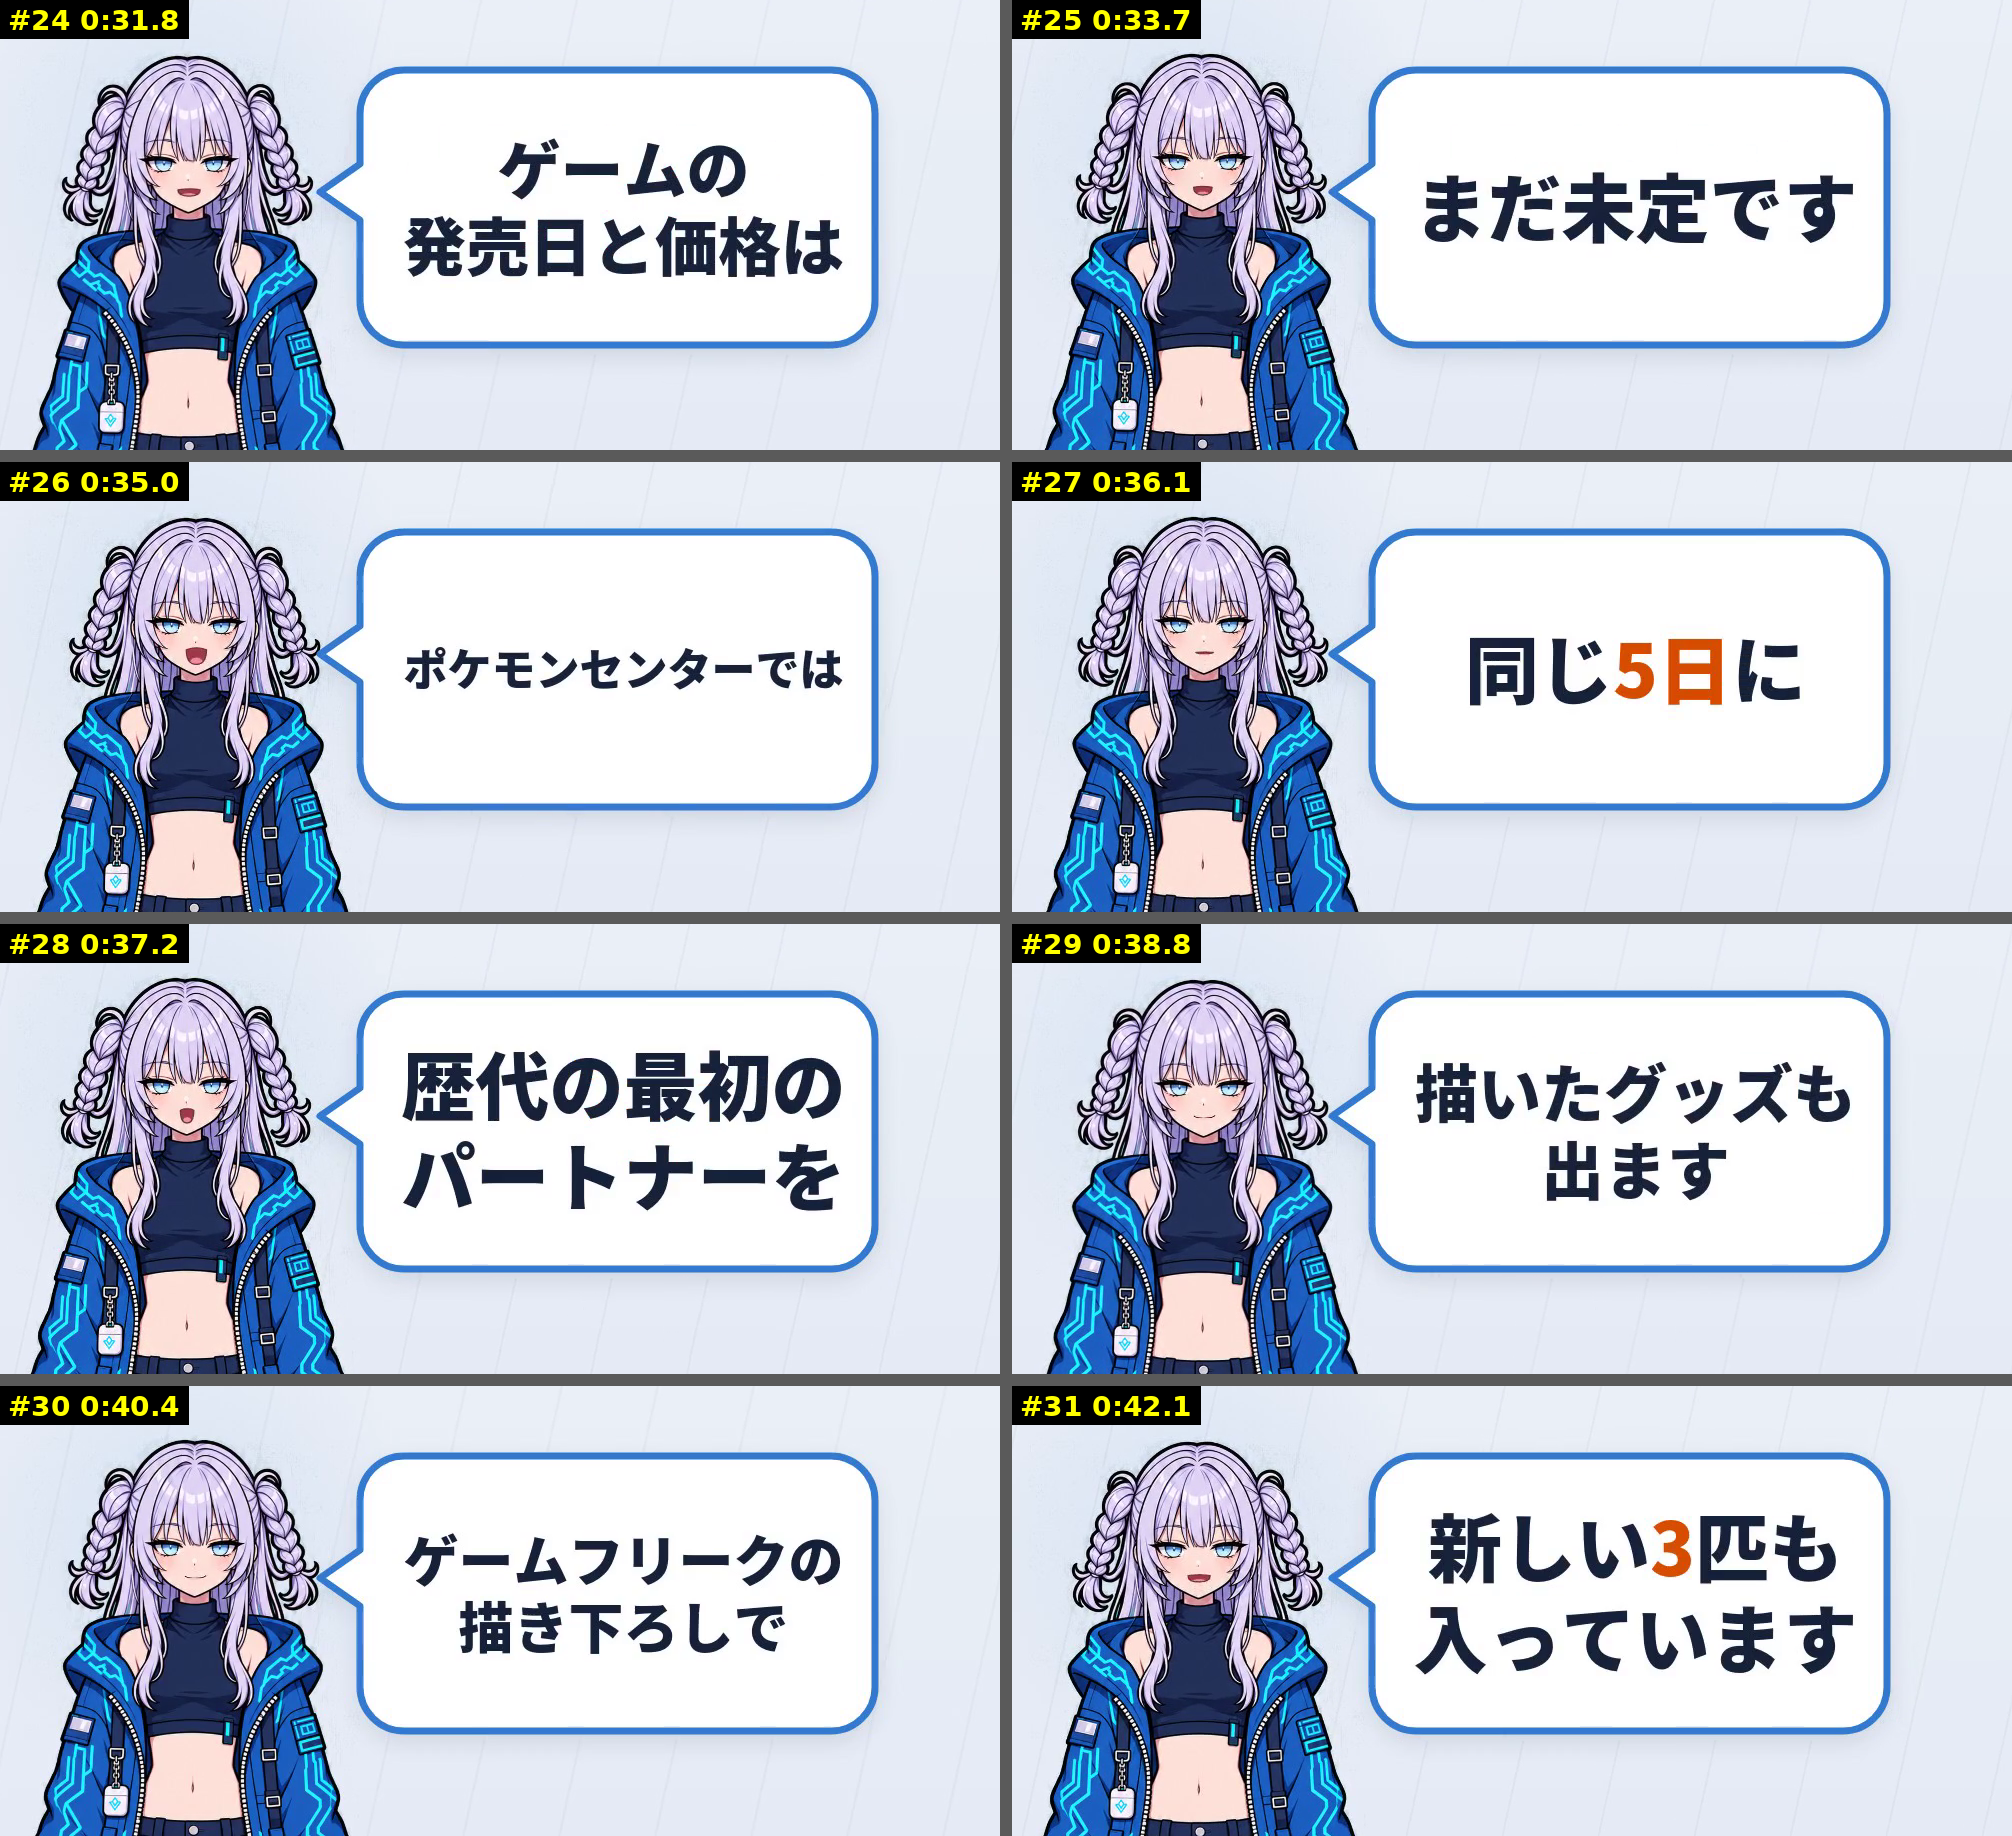 #24 0:31.8
ゲームの
発売日と価格は
#25 0:33.7
まだ未定です
#26 0:35.0
ポケモンセンターでは
#27 0:36.1
同じ5日に
#28 0:37.2
歴代の最初の
パートナーを
#29 0:38.8
描いたグッズも
出ます
#30 0:40.4
ゲームフリークの
描き下ろしで
#31 0:42.1
新しい3匹も
入っています